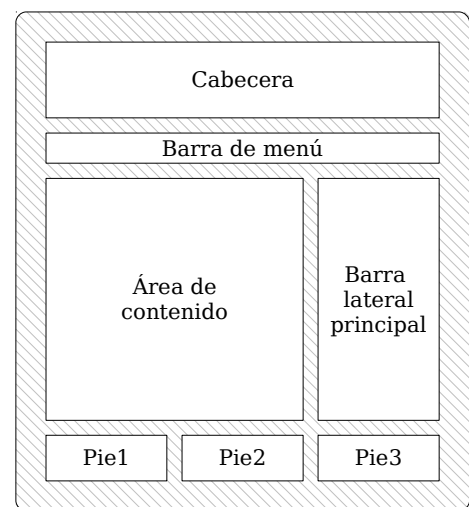 Cabecera
Barra de menú
Área de
contenido
Barra
lateral
principal
Pie1
Pie2
Pie3